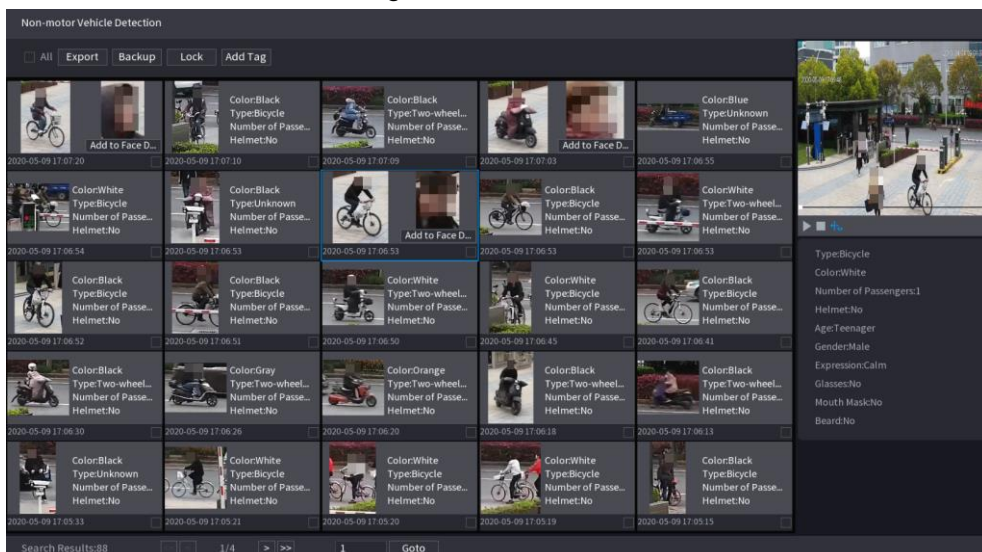 Non-motor Vehicle Detection
All Export Backup Lock Add Tag
Add to Face D...
2020-05-09 17:07:20
Color:Black
Type:Bicycle
Number of Passe...
Helmet:No
2020-05-09 17:07:10
Color:Black
Type:Two-wheel...
Number of Passe...
Helmet:No
2020-05-09 17:07:09
Add to Face D...
2020-05-09 17:07:03
Color:Blue
Type:Unknown
Number of Passe...
Helmet:No
2020-05-09 17:06:55
Color:White
Type:Bicycle
Number of Passe...
Helmet:No
2020-05-09 17:06:54
Color:Black
Type:Unknown
Number of Passe...
Helmet:No
2020-05-09 17:06:53
Add to Face D...
2020-05-09 17:06:53
Color:Black
Type:Bicycle
Number of Passe...
Helmet:No
2020-05-09 17:06:53
Color:White
Type:Two-wheel...
Number of Passe...
Helmet:No
2020-05-09 17:06:53
Color:Black
Type:Bicycle
Number of Passe...
Helmet:No
2020-05-09 17:06:52
Color:Black
Type:Bicycle
Number of Passe...
Helmet:No
2020-05-09 17:06:51
Color:White
Type:Two-wheel...
Number of Passe...
Helmet:No
2020-05-09 17:06:50
Color:White
Type:Bicycle
Number of Passe...
Helmet:No
2020-05-09 17:06:45
Color:Black
Type:Bicycle
Number of Passe...
Helmet:No
2020-05-09 17:06:41
Color:Black
Type:Two-wheel...
Number of Passe...
Helmet:No
2020-05-09 17:06:30
Color:Gray
Type:Two-wheel...
Number of Passe...
Helmet:No
2020-05-09 17:06:26
Color:Orange
Type:Two-wheel...
Number of Passe...
Helmet:No
2020-05-09 17:06:20
Color:Black
Type:Two-wheel...
Number of Passe...
Helmet:No
2020-05-09 17:06:18
Color:Black
Type:Two-wheel...
Number of Passe...
Helmet:No
2020-05-09 17:06:13
Color:Black
Type:Unknown
Number of Passe...
Helmet:No
2020-05-09 17:05:33
Color:White
Type:Bicycle
Number of Passe...
Helmet:No
2020-05-09 17:05:21
Color:White
Type:Bicycle
Number of Passe...
Helmet:No
2020-05-09 17:05:20
Color:White
Type:Bicycle
Number of Passe...
Helmet:No
2020-05-09 17:05:19
Color:Black
Type:Bicycle
Number of Passe...
Helmet:No
2020-05-09 17:05:15
Type:Bicycle
Color:White
Number of Passengers:1
Helmet:No
Age:Teenager
Gender:Male
Expression:Calm
Glasses:No
Mouth Mask:No
Beard:No
Search Results:88 1/4 > >> 1 Goto